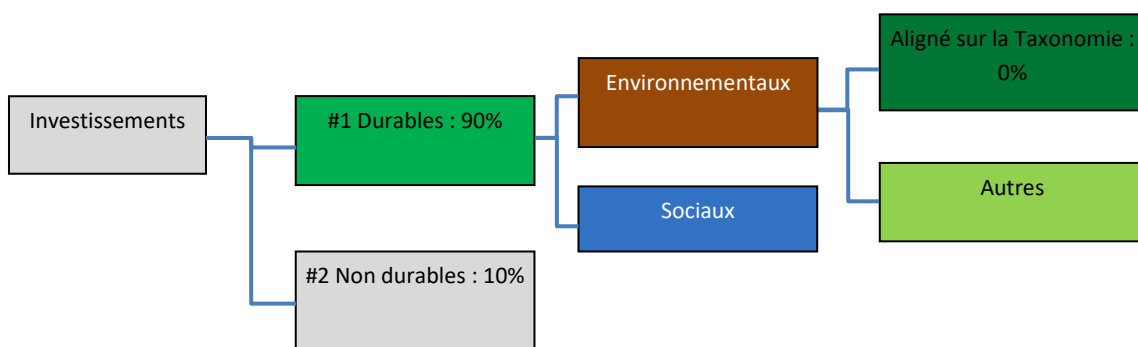 Investissements
#1 Durables : 90%
#2 Non durables : 10%
Environnementaux
Sociaux
Aligné sur la Taxonomie :
0%
Autres